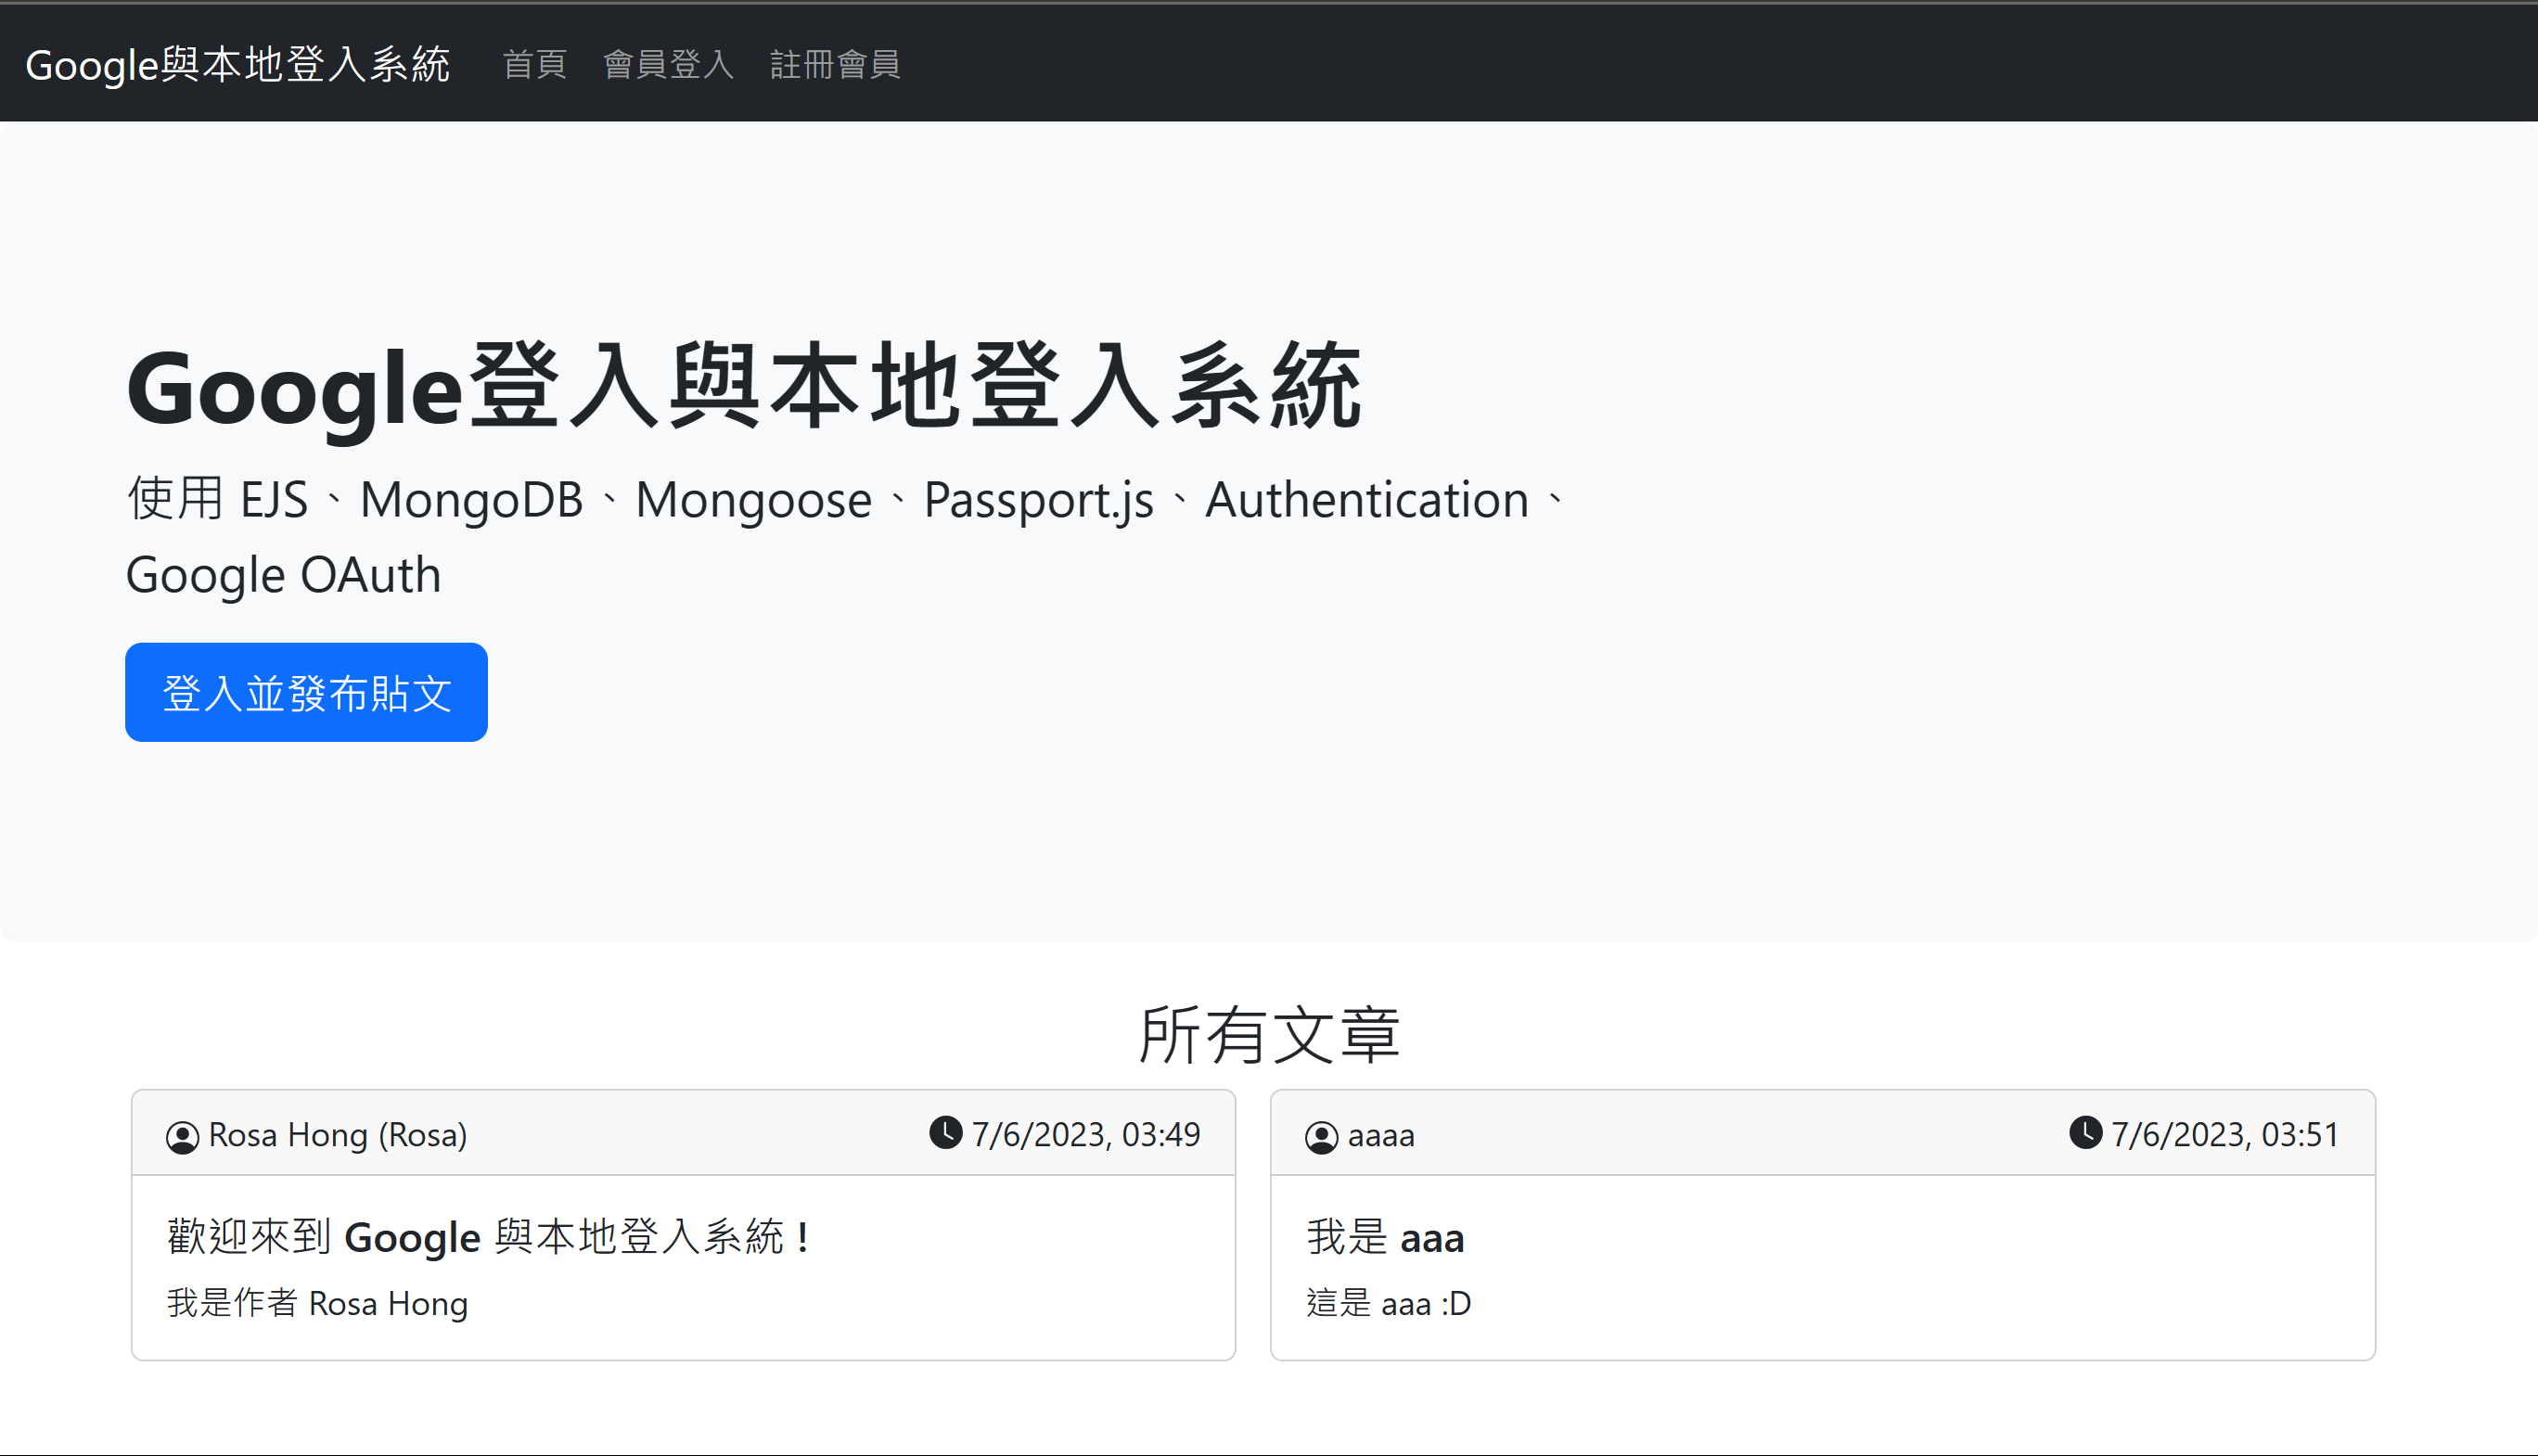 Google與本地登入系統 首頁 會員登入 註冊會員
Google登入與本地登入系統
使用 EJS、MongoDB、Mongoose、Passport.js、Authentication、
Google OAuth
登入並發布貼文
所有文章
Rosa Hong (Rosa) 7/6/2023, 03:49
歡迎來到 Google 與本地登入系統 !
我是作者 Rosa Hong
aaaa 7/6/2023, 03:51
我是 aaa
這是 aaa :D